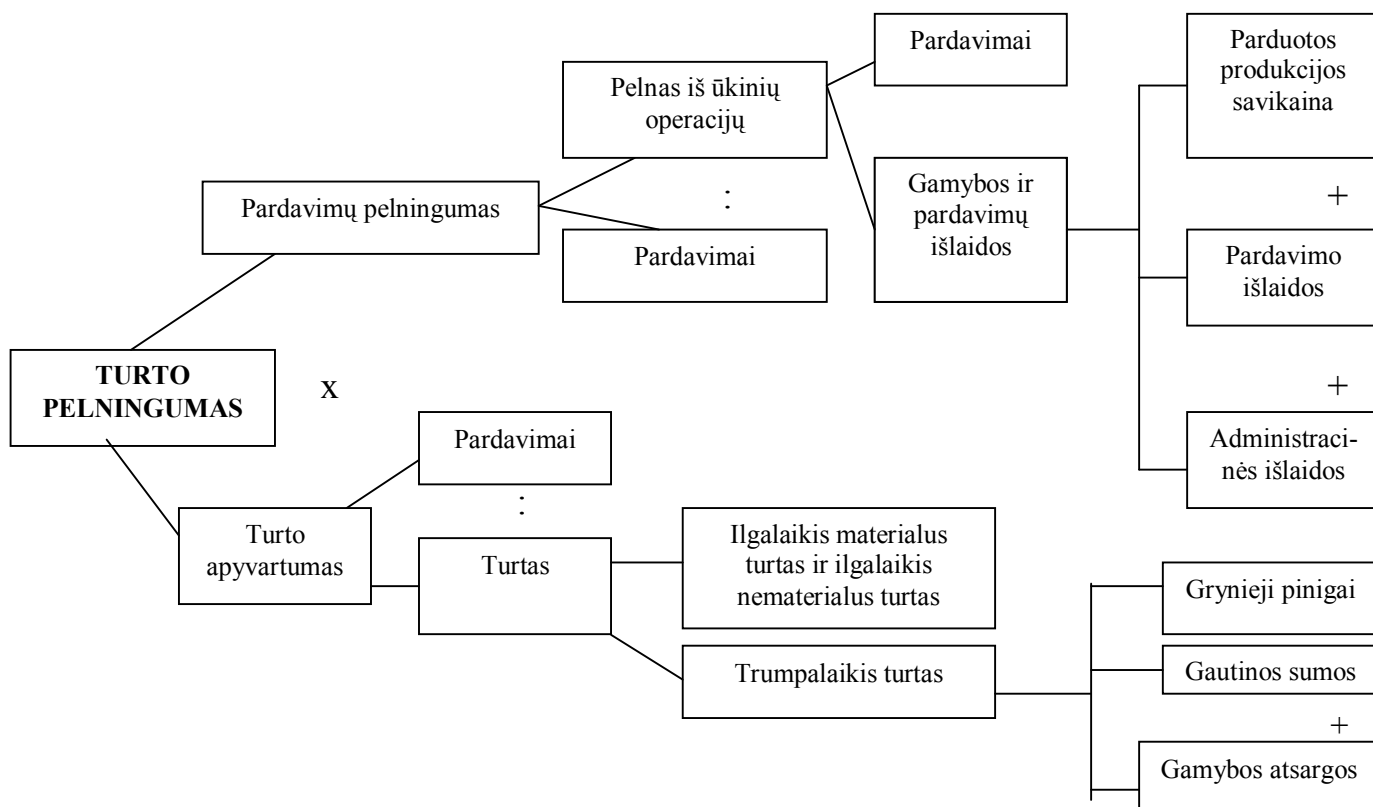 Pardavimai
Parduotos
produkcijos
savikaina
Pelnas iš ūkinių
operacijų
Gamybos ir
pardavimų
išlaidos
Pardavimų pelningumas
:
+
Pardavimai
Pardavimo
išlaidos
TURTO
PELNINGUMAS
x
+
Pardavimai
Administraci-
nės išlaidos
:
Turto
apyvartumas
Turtas
Ilgalaikis materialus
turtas ir ilgalaikis
nematerialus turtas
Grynieji pinigai
Trumpalaikis turtas
Gautinos sumos
+
Gamybos atsargos